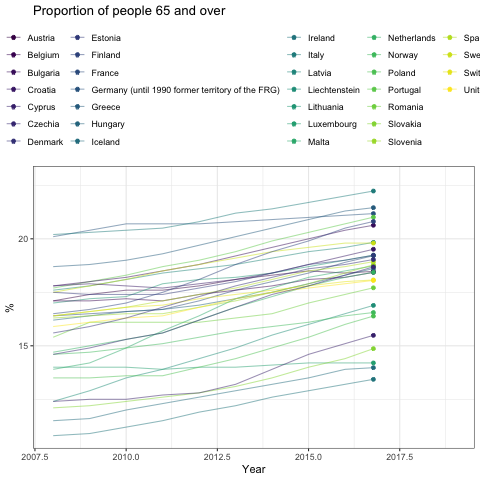 Proportion of people 65 and over
Austria Estonia Ireland Netherlands Spa
Belgium Finland Italy Norway Swe
Bulgaria France Latvia Poland Swit
Croatia Germany (until 1990 former territory of the FRG) Liechtenstein Portugal Unit
Cyprus Greece Lithuania Romania
Czechia Hungary Luxembourg Slovakia
Denmark Iceland Malta Slovenia
20
%
15
2007.5 2010.0 2012.5 2015.0 2017.5
Year